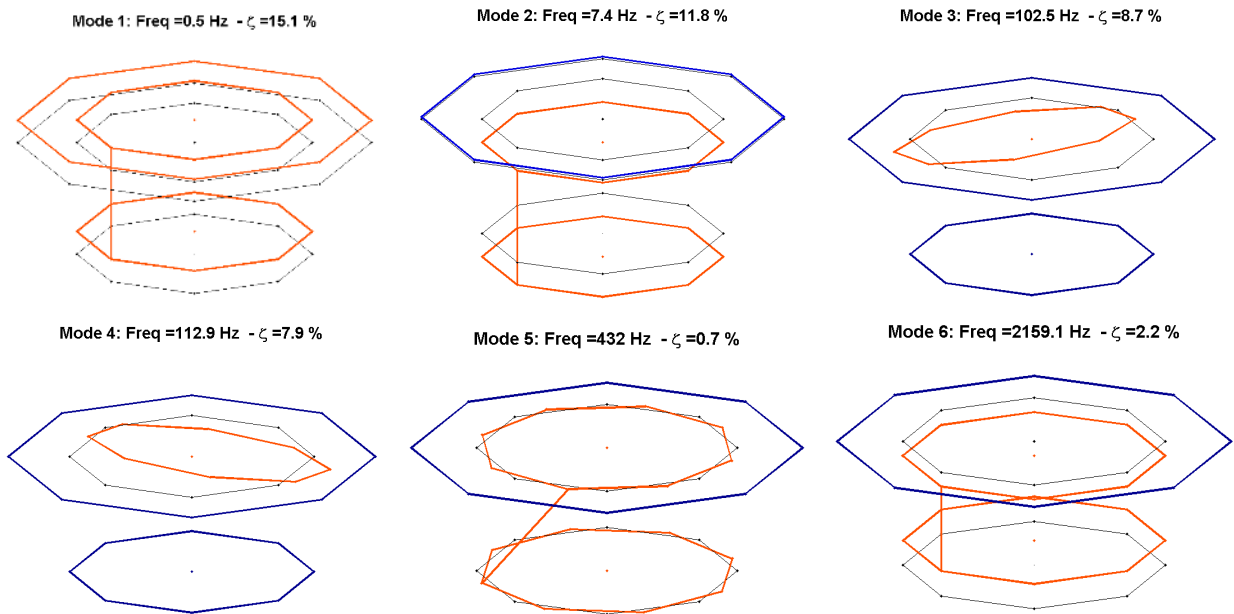 Mode 1: Freq =0.5 Hz - ζ =15.1 %
Mode 2: Freq =7.4 Hz - ζ =11.8 %
Mode 3: Freq =102.5 Hz - ζ =8.7 %
Mode 4: Freq =112.9 Hz - ζ =7.9 %
Mode 5: Freq =432 Hz - ζ =0.7 %
Mode 6: Freq =2159.1 Hz - ζ =2.2 %